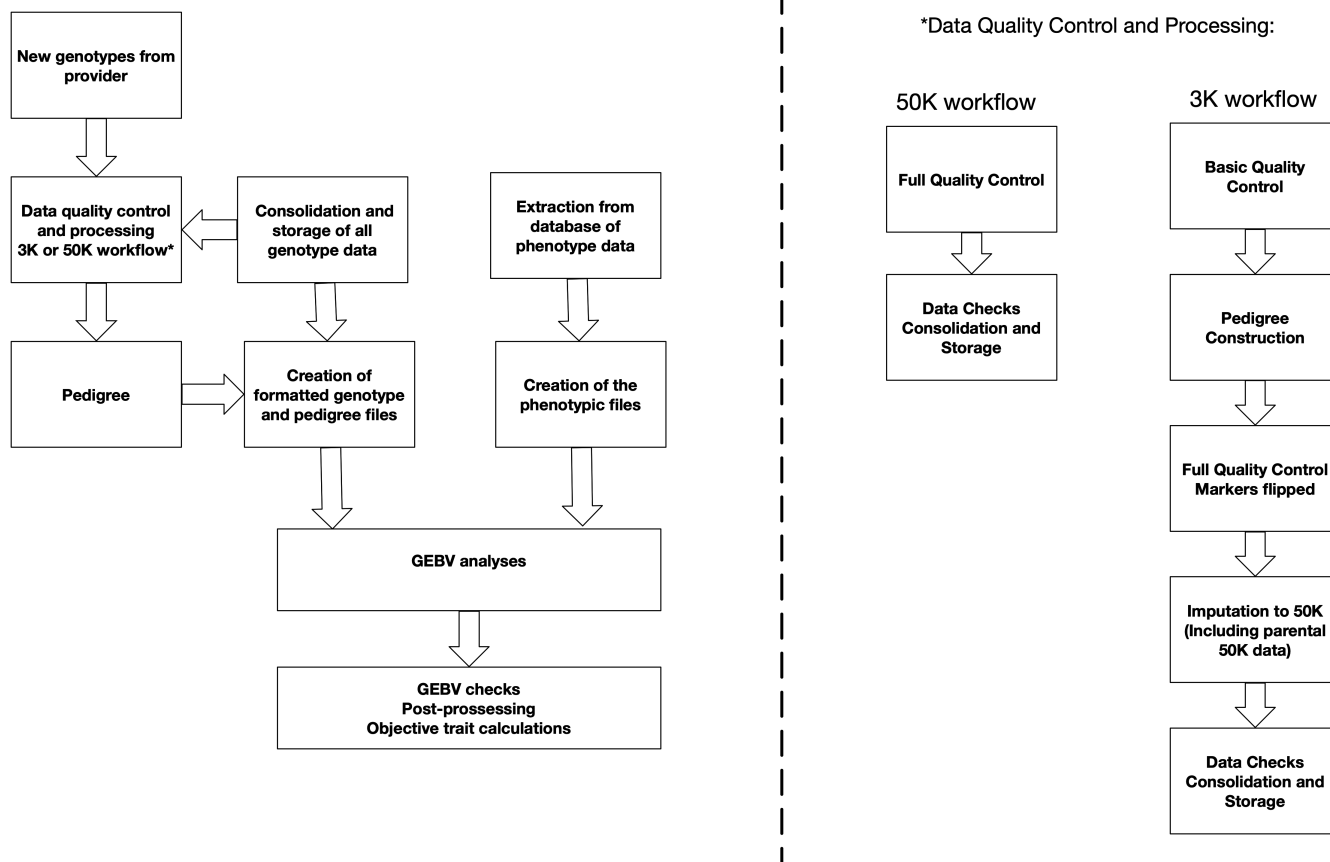 New genotypes from
provider
Data quality control
and processing
3K or 50K workflow*
Consolidation and
storage of all
genotype data
Extraction from
database of
phenotype data
Pedigree
Creation of
formatted genotype
and pedigree files
Creation of the
phenotypic files
GEBV analyses
GEBV checks
Post-prossessing
Objective trait calculations
*Data Quality Control and Processing:
50K workflow
Full Quality Control
Data Checks
Consolidation and
Storage
3K workflow
Basic Quality
Control
Pedigree
Construction
Full Quality Control
Markers flipped
Imputation to 50K
(Including parental
50K data)
Data Checks
Consolidation and
Storage